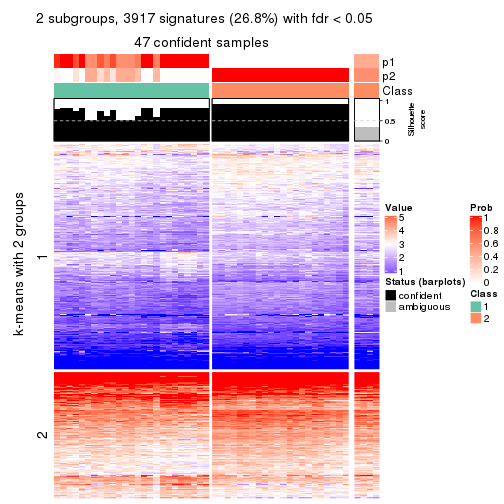 2 subgroups, 3917 signatures (26.8%) with fdr < 0.05
47 confident samples
p1
p2
Class
1
0.5
0
Silhouette
score
k-means with 2 groups
1
2
Value
5
4
3
2
1
Status (barplots)
confident
ambiguous
Prob
1
0.8
0.6
0.4
0.2
0
Class
1
2